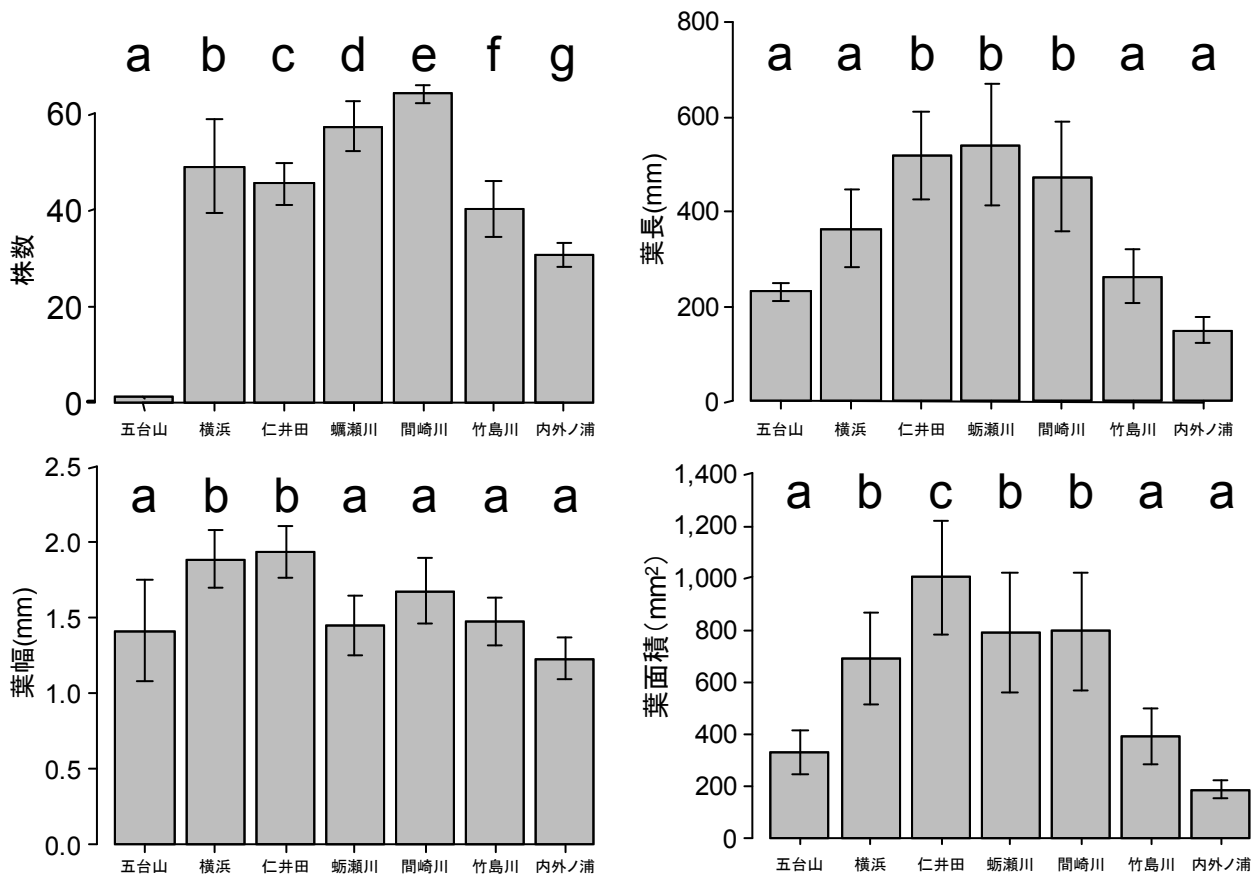 a b c d e f g
株数
60
40
20
0
五台山 横浜 仁井田 蠣瀬川 間崎川 竹島川 内外ノ浦
a a b b b a a
葉長(mm)
800
600
400
200
0
五台山 横浜 仁井田 蛎瀬川 間崎川 竹島川 内外ノ浦
a b b a a a a
葉幅(mm)
2.5
2.0
1.5
1.0
0.5
0.0
五台山 横浜 仁井田 蛎瀬川 間崎川 竹島川 内外ノ浦
a b c b b a a
葉面積(mm²)
1,400
1,200
1,000
800
600
400
200
0
五台山 横浜 仁井田 蛎瀬川 間崎川 竹島川 内外ノ浦